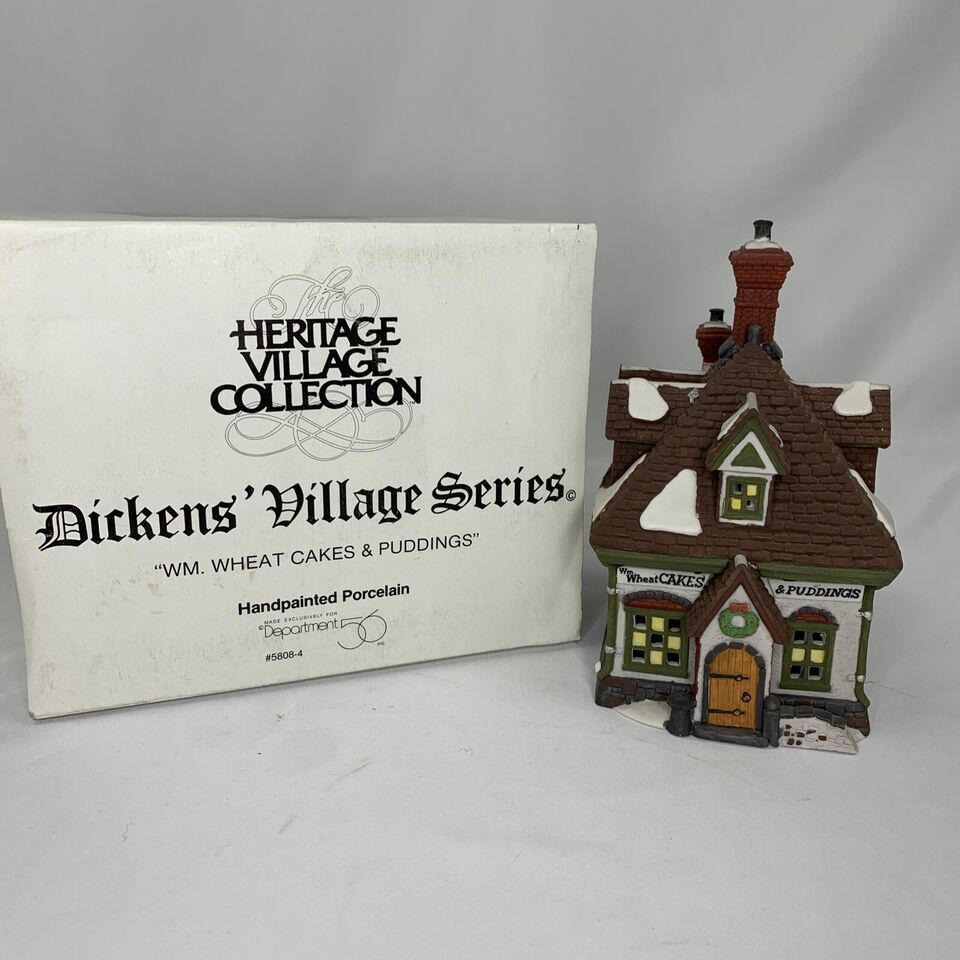 The
HERITAGE
VILLAGE
COLLECTION
Dickens' Village Series©
"WM. WHEAT CAKES & PUDDINGS"
Handpainted Porcelain
MADE EXCLUSIVELY FOR
©Department 56 INC.
#5808-4
Wm.
Wheat CAKES & PUDDINGS